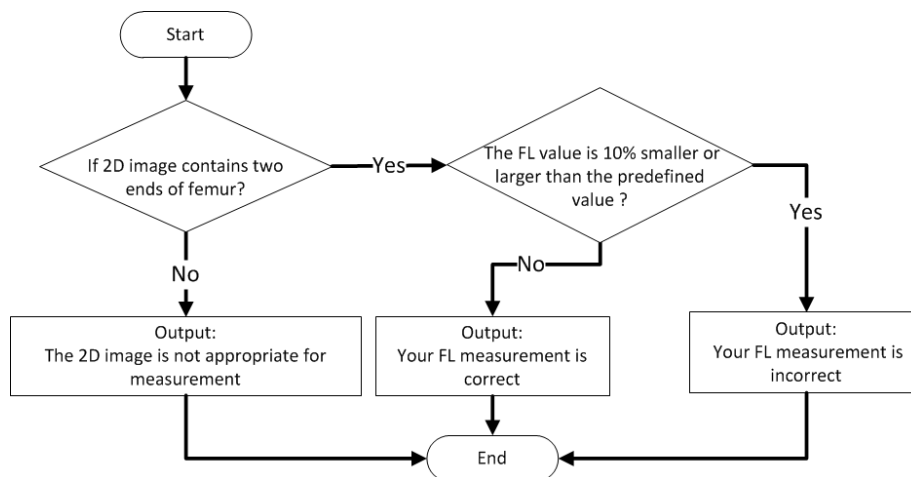 Start
If 2D image contains two
ends of femur?
Yes
The FL value is 10% smaller or
larger than the predefined
value ?
Yes
No
No
Output:
The 2D image is not appropriate for
measurement
Output:
Your FL measurement is
correct
Output:
Your FL measurement is
incorrect
End